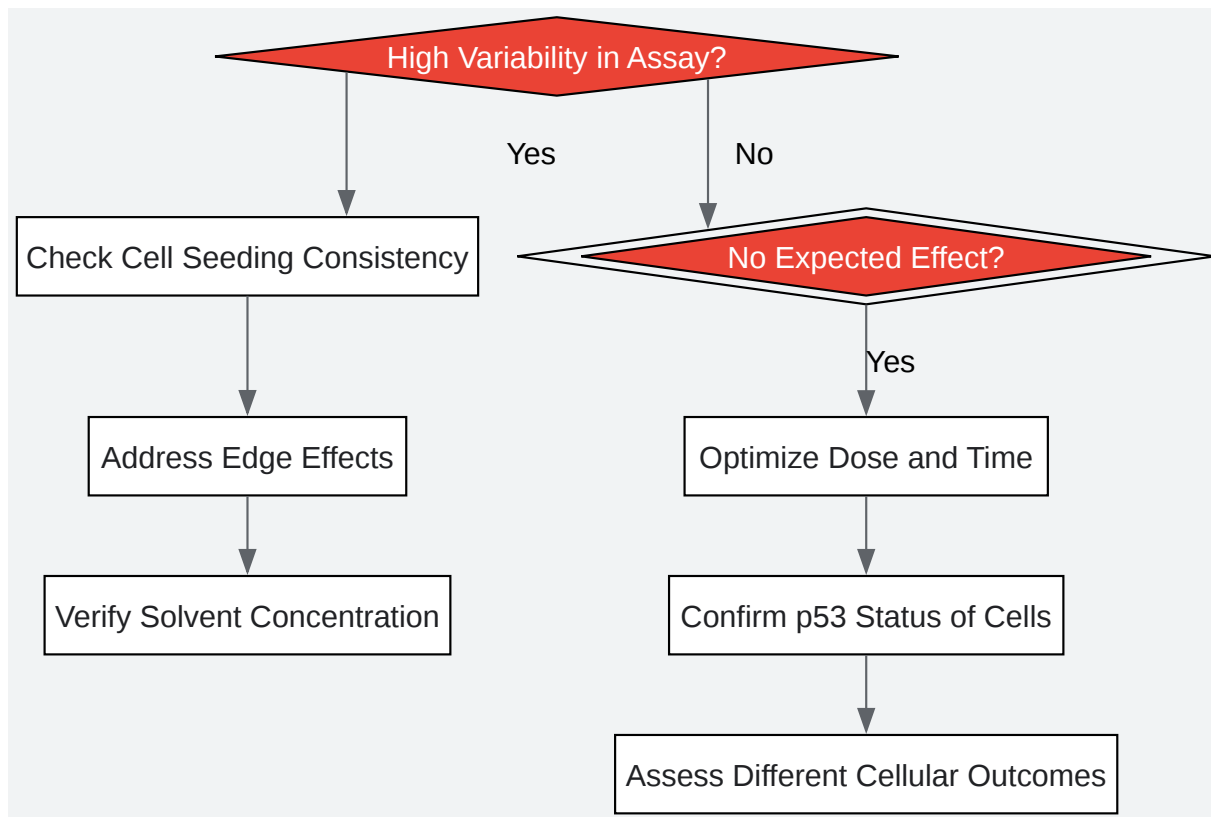 High Variability in Assay?
Yes
No
Check Cell Seeding Consistency
No Expected Effect?
Yes
Address Edge Effects
Optimize Dose and Time
Verify Solvent Concentration
Confirm p53 Status of Cells
Assess Different Cellular Outcomes